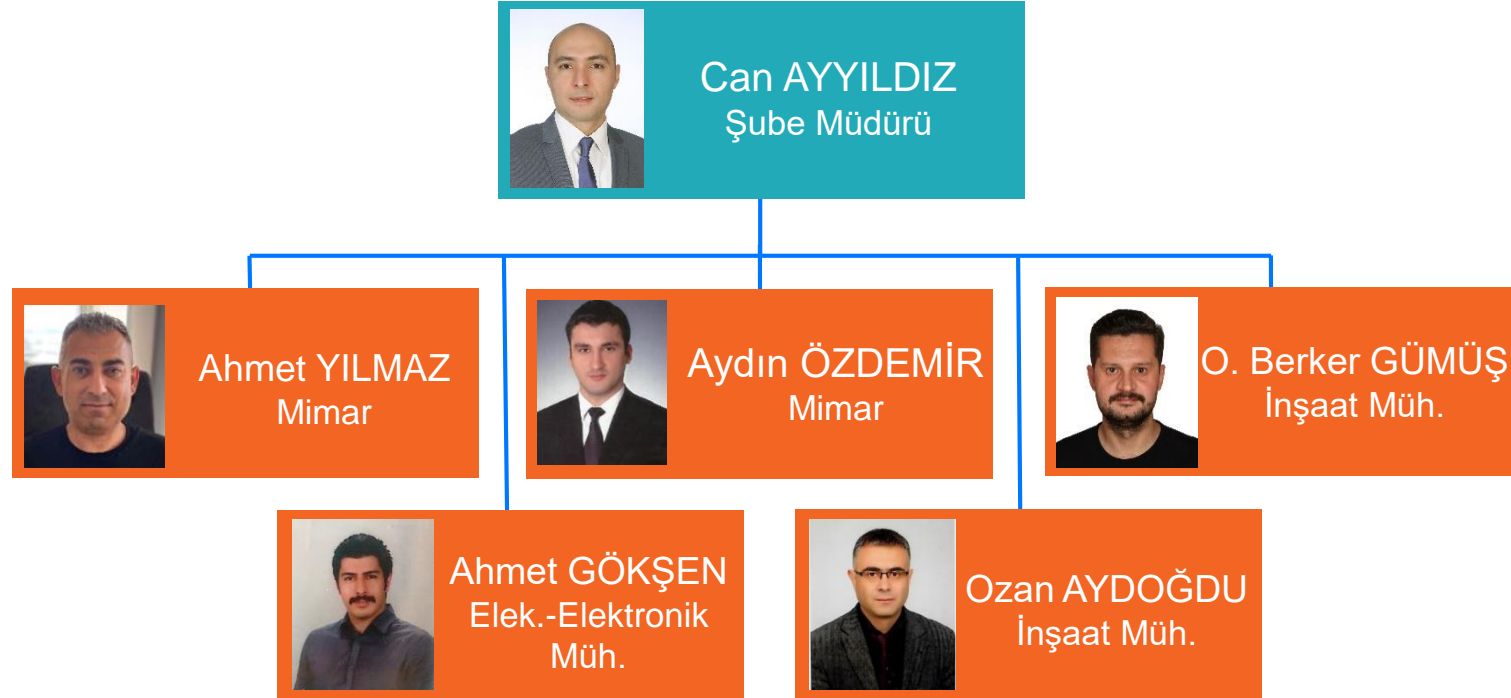 Can AYYILDIZ
Şube Müdürü
Ahmet YILMAZ
Mimar
Aydın ÖZDEMİR
Mimar
O. Berker GÜMÜŞ
İnşaat Müh.
Ahmet GÖKŞEN
Elek.-Elektronik
Müh.
Ozan AYDOĞDU
İnşaat Müh.